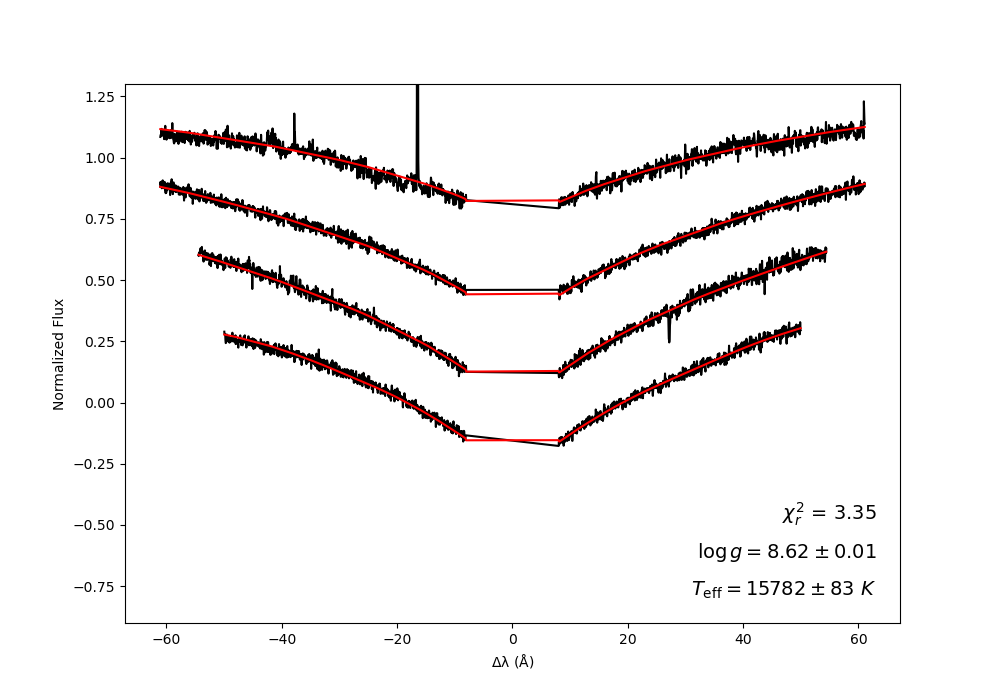 1.25
1.00
0.75
0.50
0.25
0.00
−0.25
−0.50
−0.75
Normalized Flux
χ²ᵣ = 3.35
log g = 8.62 ± 0.01
T_eff = 15782 ± 83 K
−60 −40 −20 0 20 40 60
Δλ (Å)